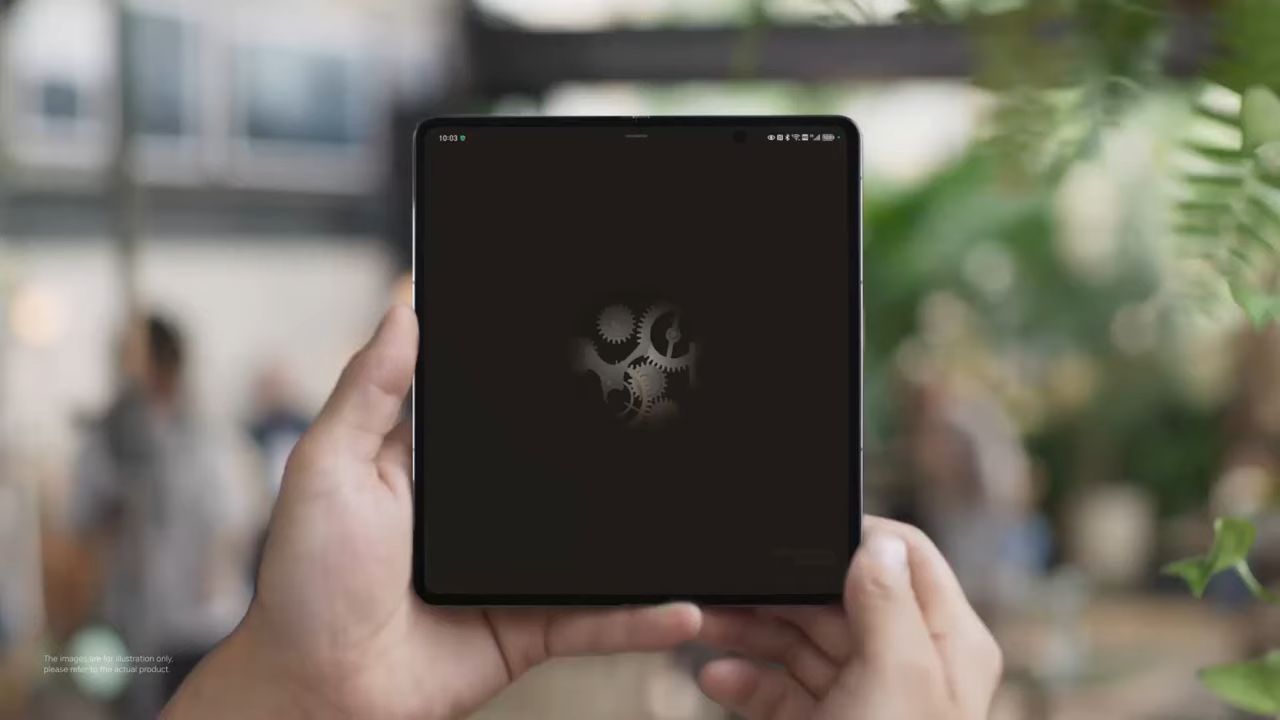 10:03
The images are for illustration only,
please refer to the actual product.